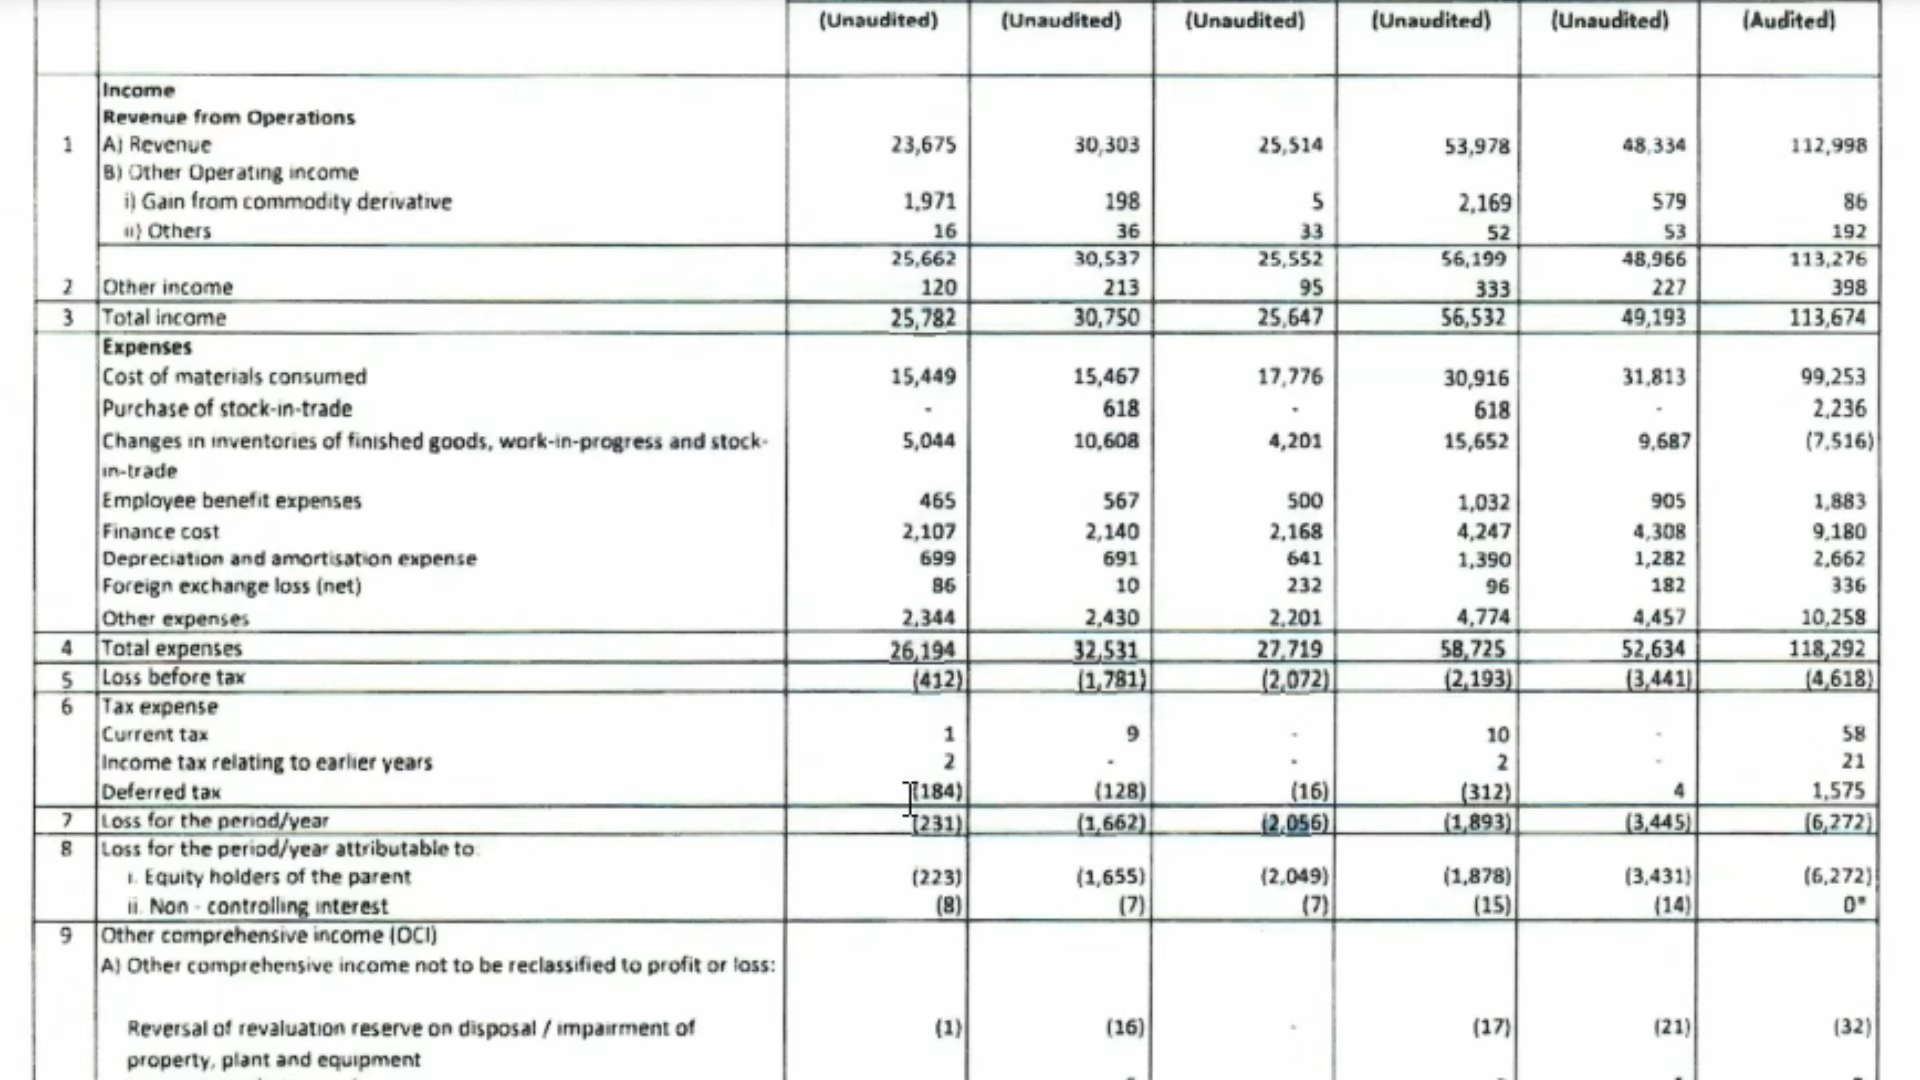 (Unaudited) (Unaudited) (Unaudited) (Unaudited) (Unaudited) (Audited)
Income
Revenue from Operations
1 A) Revenue 23,675 30,303 25,514 53,978 48,334 112,998
B) Other Operating income
i) Gain from commodity derivative 1,971 198 5 2,169 579 86
ii) Others 16 36 33 52 53 192
25,662 30,537 25,552 56,199 48,966 113,276
2 Other income 120 213 95 333 227 398
3 Total income 25,782 30,750 25,647 56,532 49,193 113,674
Expenses
Cost of materials consumed 15,449 15,467 17,776 30,916 31,813 99,253
Purchase of stock-in-trade - 618 - 618 - 2,236
Changes in inventories of finished goods, work-in-progress and stock- 5,044 10,608 4,201 15,652 9,687 (7,516)
in-trade
Employee benefit expenses 465 567 500 1,032 905 1,883
Finance cost 2,107 2,140 2,168 4,247 4,308 9,180
Depreciation and amortisation expense 699 691 641 1,390 1,282 2,662
Foreign exchange loss (net) 86 10 232 96 182 336
Other expenses 2,344 2,430 2,201 4,774 4,457 10,258
4 Total expenses 26,194 32,531 27,719 58,725 52,634 118,292
5 Loss before tax (412) (1,781) (2,072) (2,193) (3,441) (4,618)
6 Tax expense
Current tax 1 9 - 10 - 58
Income tax relating to earlier years 2 - - 2 - 21
Deferred tax (184) (128) (16) (312) 4 1,575
7 Loss for the period/year (231) (1,662) (2,056) (1,893) (3,445) (6,272)
8 Loss for the period/year attributable to:
i. Equity holders of the parent (223) (1,655) (2,049) (1,878) (3,431) (6,272)
ii. Non - controlling interest (8) (7) (7) (15) (14) 0*
9 Other comprehensive income (OCI)
A) Other comprehensive income not to be reclassified to profit or loss:
Reversal of revaluation reserve on disposal / impairment of (1) (16) - (17) (21) (32)
property, plant and equipment